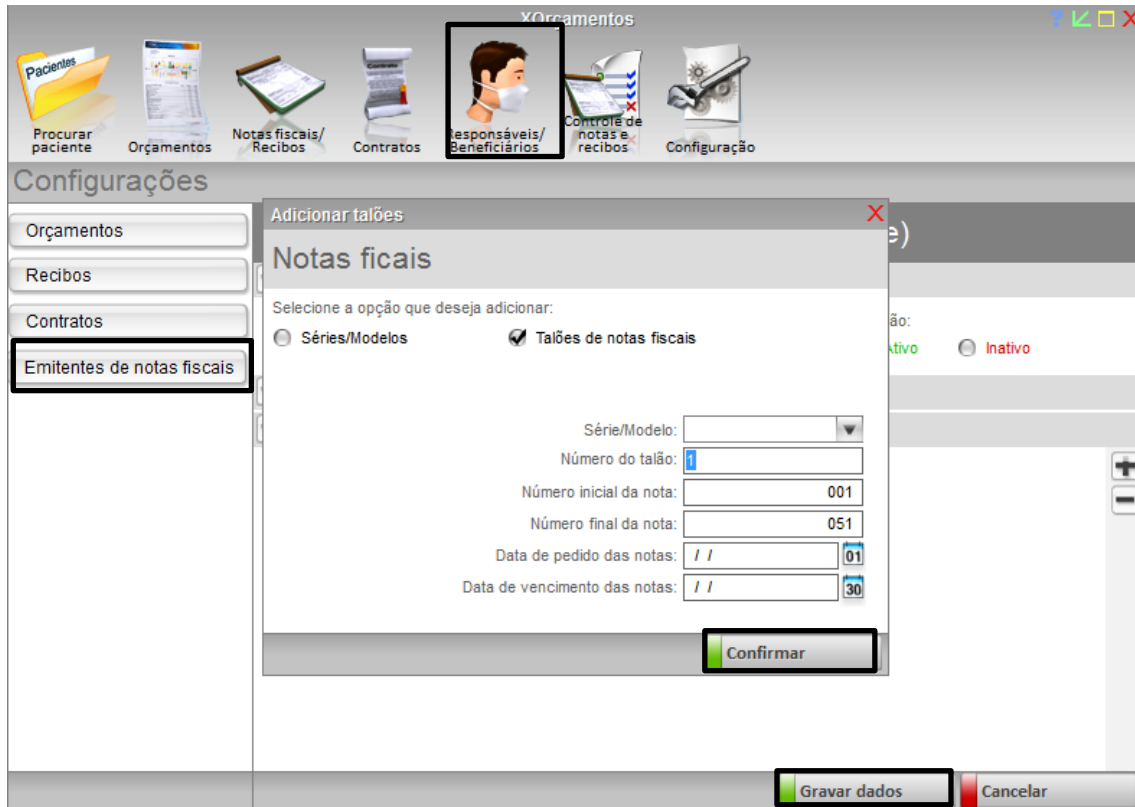 XOrçamentos
Pacientes
Contrato
Procurar
paciente
Orçamentos
Notas fiscais/
Recibos
Contratos
Responsáveis/
Beneficiários
Controle de
notas e
recibos
Configuração
Configurações
Orçamentos
Recibos
Contratos
Emitentes de notas fiscais
Adicionar talões
X
e)
Notas ficais
Selecione a opção que deseja adicionar:
Séries/Modelos
Talões de notas fiscais
ão:
Ativo
Inativo
Série/Modelo:
Número do talão: 1
Número inicial da nota: 001
Número final da nota: 051
Data de pedido das notas: / /
01
Data de vencimento das notas: / /
30
Confirmar
Gravar dados
Cancelar